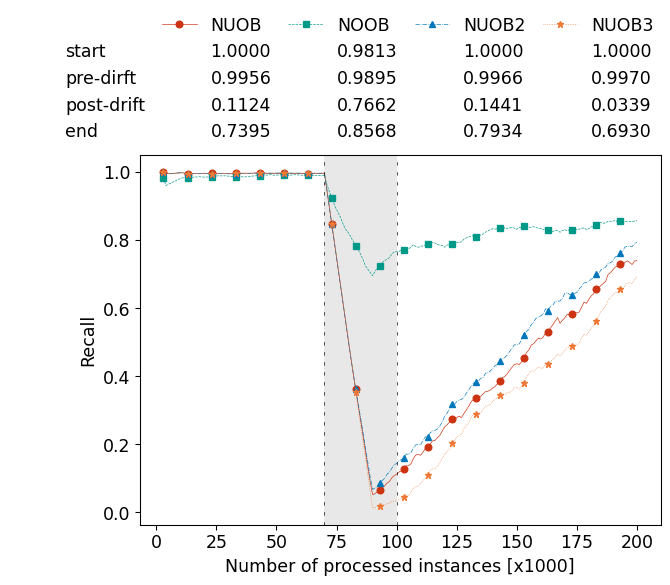 NUOB NOOB NUOB2 NUOB3
start 1.0000 0.9813 1.0000 1.0000
pre-dirft 0.9956 0.9895 0.9966 0.9970
post-drift 0.1124 0.7662 0.1441 0.0339
end 0.7395 0.8568 0.7934 0.6930
1.0
0.8
0.6
0.4
0.2
0.0
Recall
0 25 50 75 100 125 150 175 200
Number of processed instances [x1000]